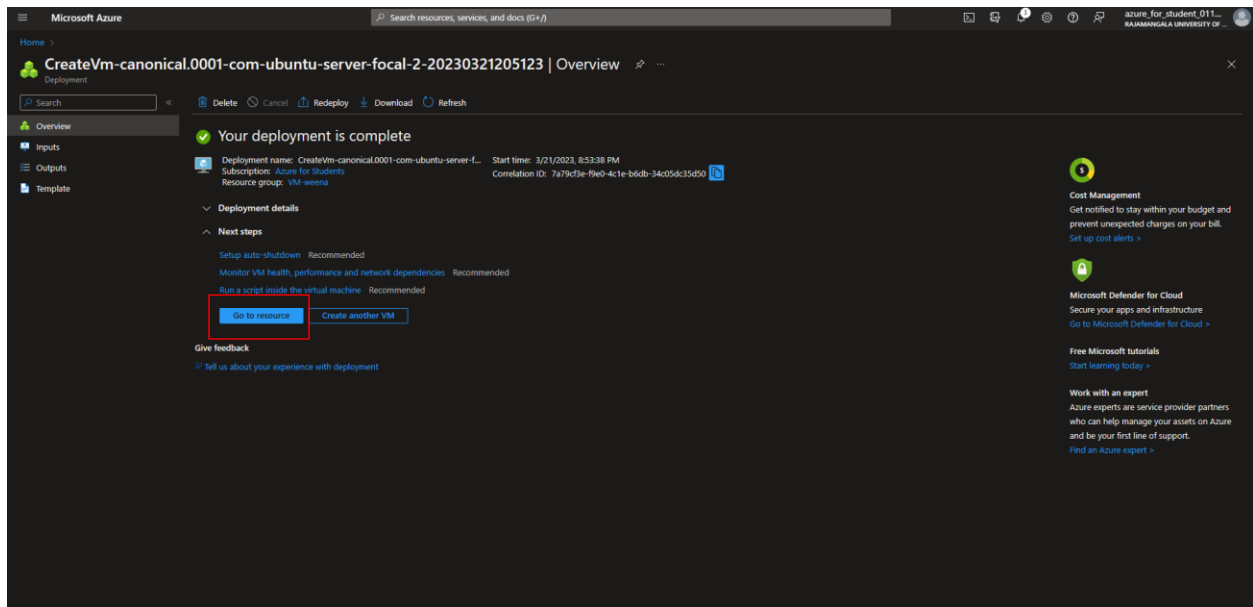 Microsoft Azure
Search resources, services, and docs (G+/)
3
azure_for_student_011...
RAJAMANGALA UNIVERSITY OF ...
Home >
CreateVm-canonical.0001-com-ubuntu-server-focal-2-20230321205123 | Overview ...
Deployment
Search
«
Delete Cancel Redeploy Download Refresh
Overview
Inputs
Outputs
Template
Your deployment is complete
Deployment name: CreateVm-canonical.0001-com-ubuntu-server-f...
Subscription: Azure for Students
Resource group: VM-weena
Start time: 3/21/2023, 8:53:38 PM
Correlation ID: 7a79cf3e-f9e0-4c1e-b6db-34c05dc35d50
Deployment details
Next steps
Setup auto-shutdown Recommended
Monitor VM health, performance and network dependencies Recommended
Run a script inside the virtual machine Recommended
Go to resource Create another VM
Give feedback
Tell us about your experience with deployment
Cost Management
Get notified to stay within your budget and
prevent unexpected charges on your bill.
Set up cost alerts >
Microsoft Defender for Cloud
Secure your apps and infrastructure
Go to Microsoft Defender for Cloud >
Free Microsoft tutorials
Start learning today >
Work with an expert
Azure experts are service provider partners
who can help manage your assets on Azure
and be your first line of support.
Find an Azure expert >